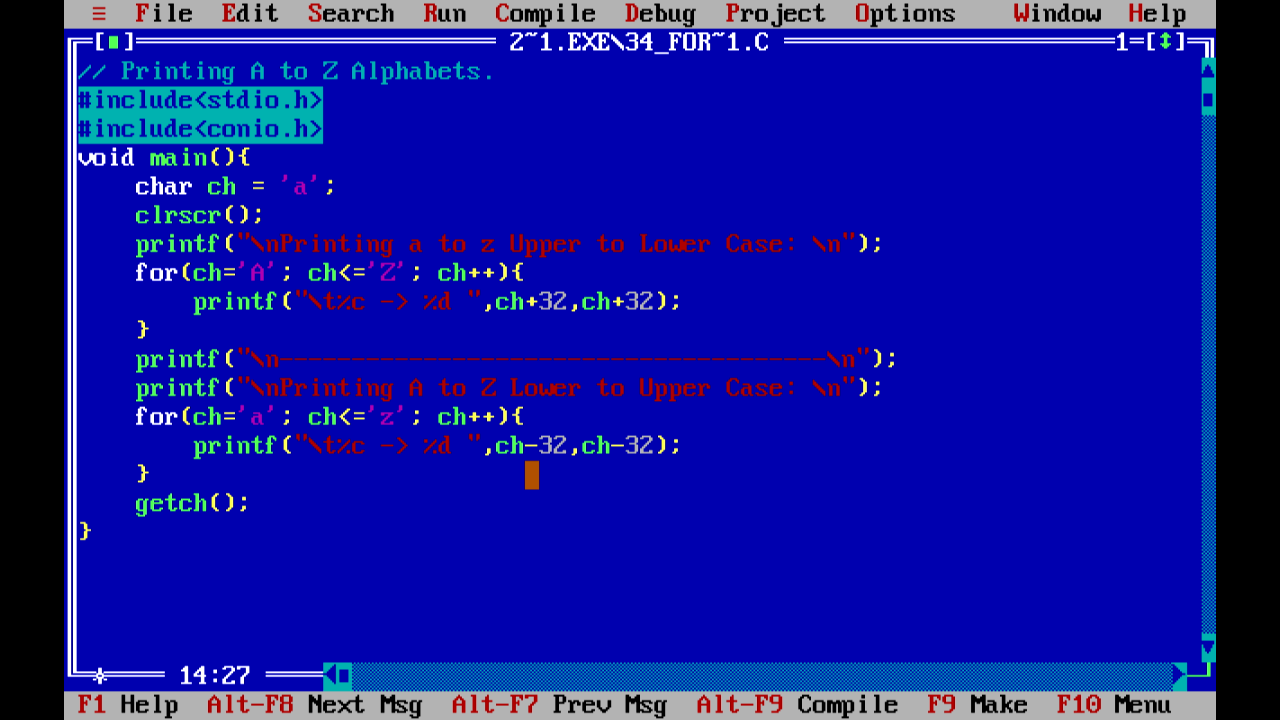 ≡ File Edit Search Run Compile Debug Project Options Window Help
[■] 2~1.EXE\34_FOR~1.C 1=[↕]
// Printing A to Z Alphabets.
#include<stdio.h>
#include<conio.h>
void main(){
    char ch = 'a';
    clrscr();
    printf("\nPrinting a to z Upper to Lower Case: \n");
    for(ch='A'; ch<='Z'; ch++){
        printf("\t%c -> %d ",ch+32,ch+32);
    }
    printf("\n--------------------------------------\n");
    printf("\nPrinting A to Z Lower to Upper Case: \n");
    for(ch='a'; ch<='z'; ch++){
        printf("\t%c -> %d ",ch-32,ch-32);
    }
    getch();
}
14:27
F1 Help Alt-F8 Next Msg Alt-F7 Prev Msg Alt-F9 Compile F9 Make F10 Menu